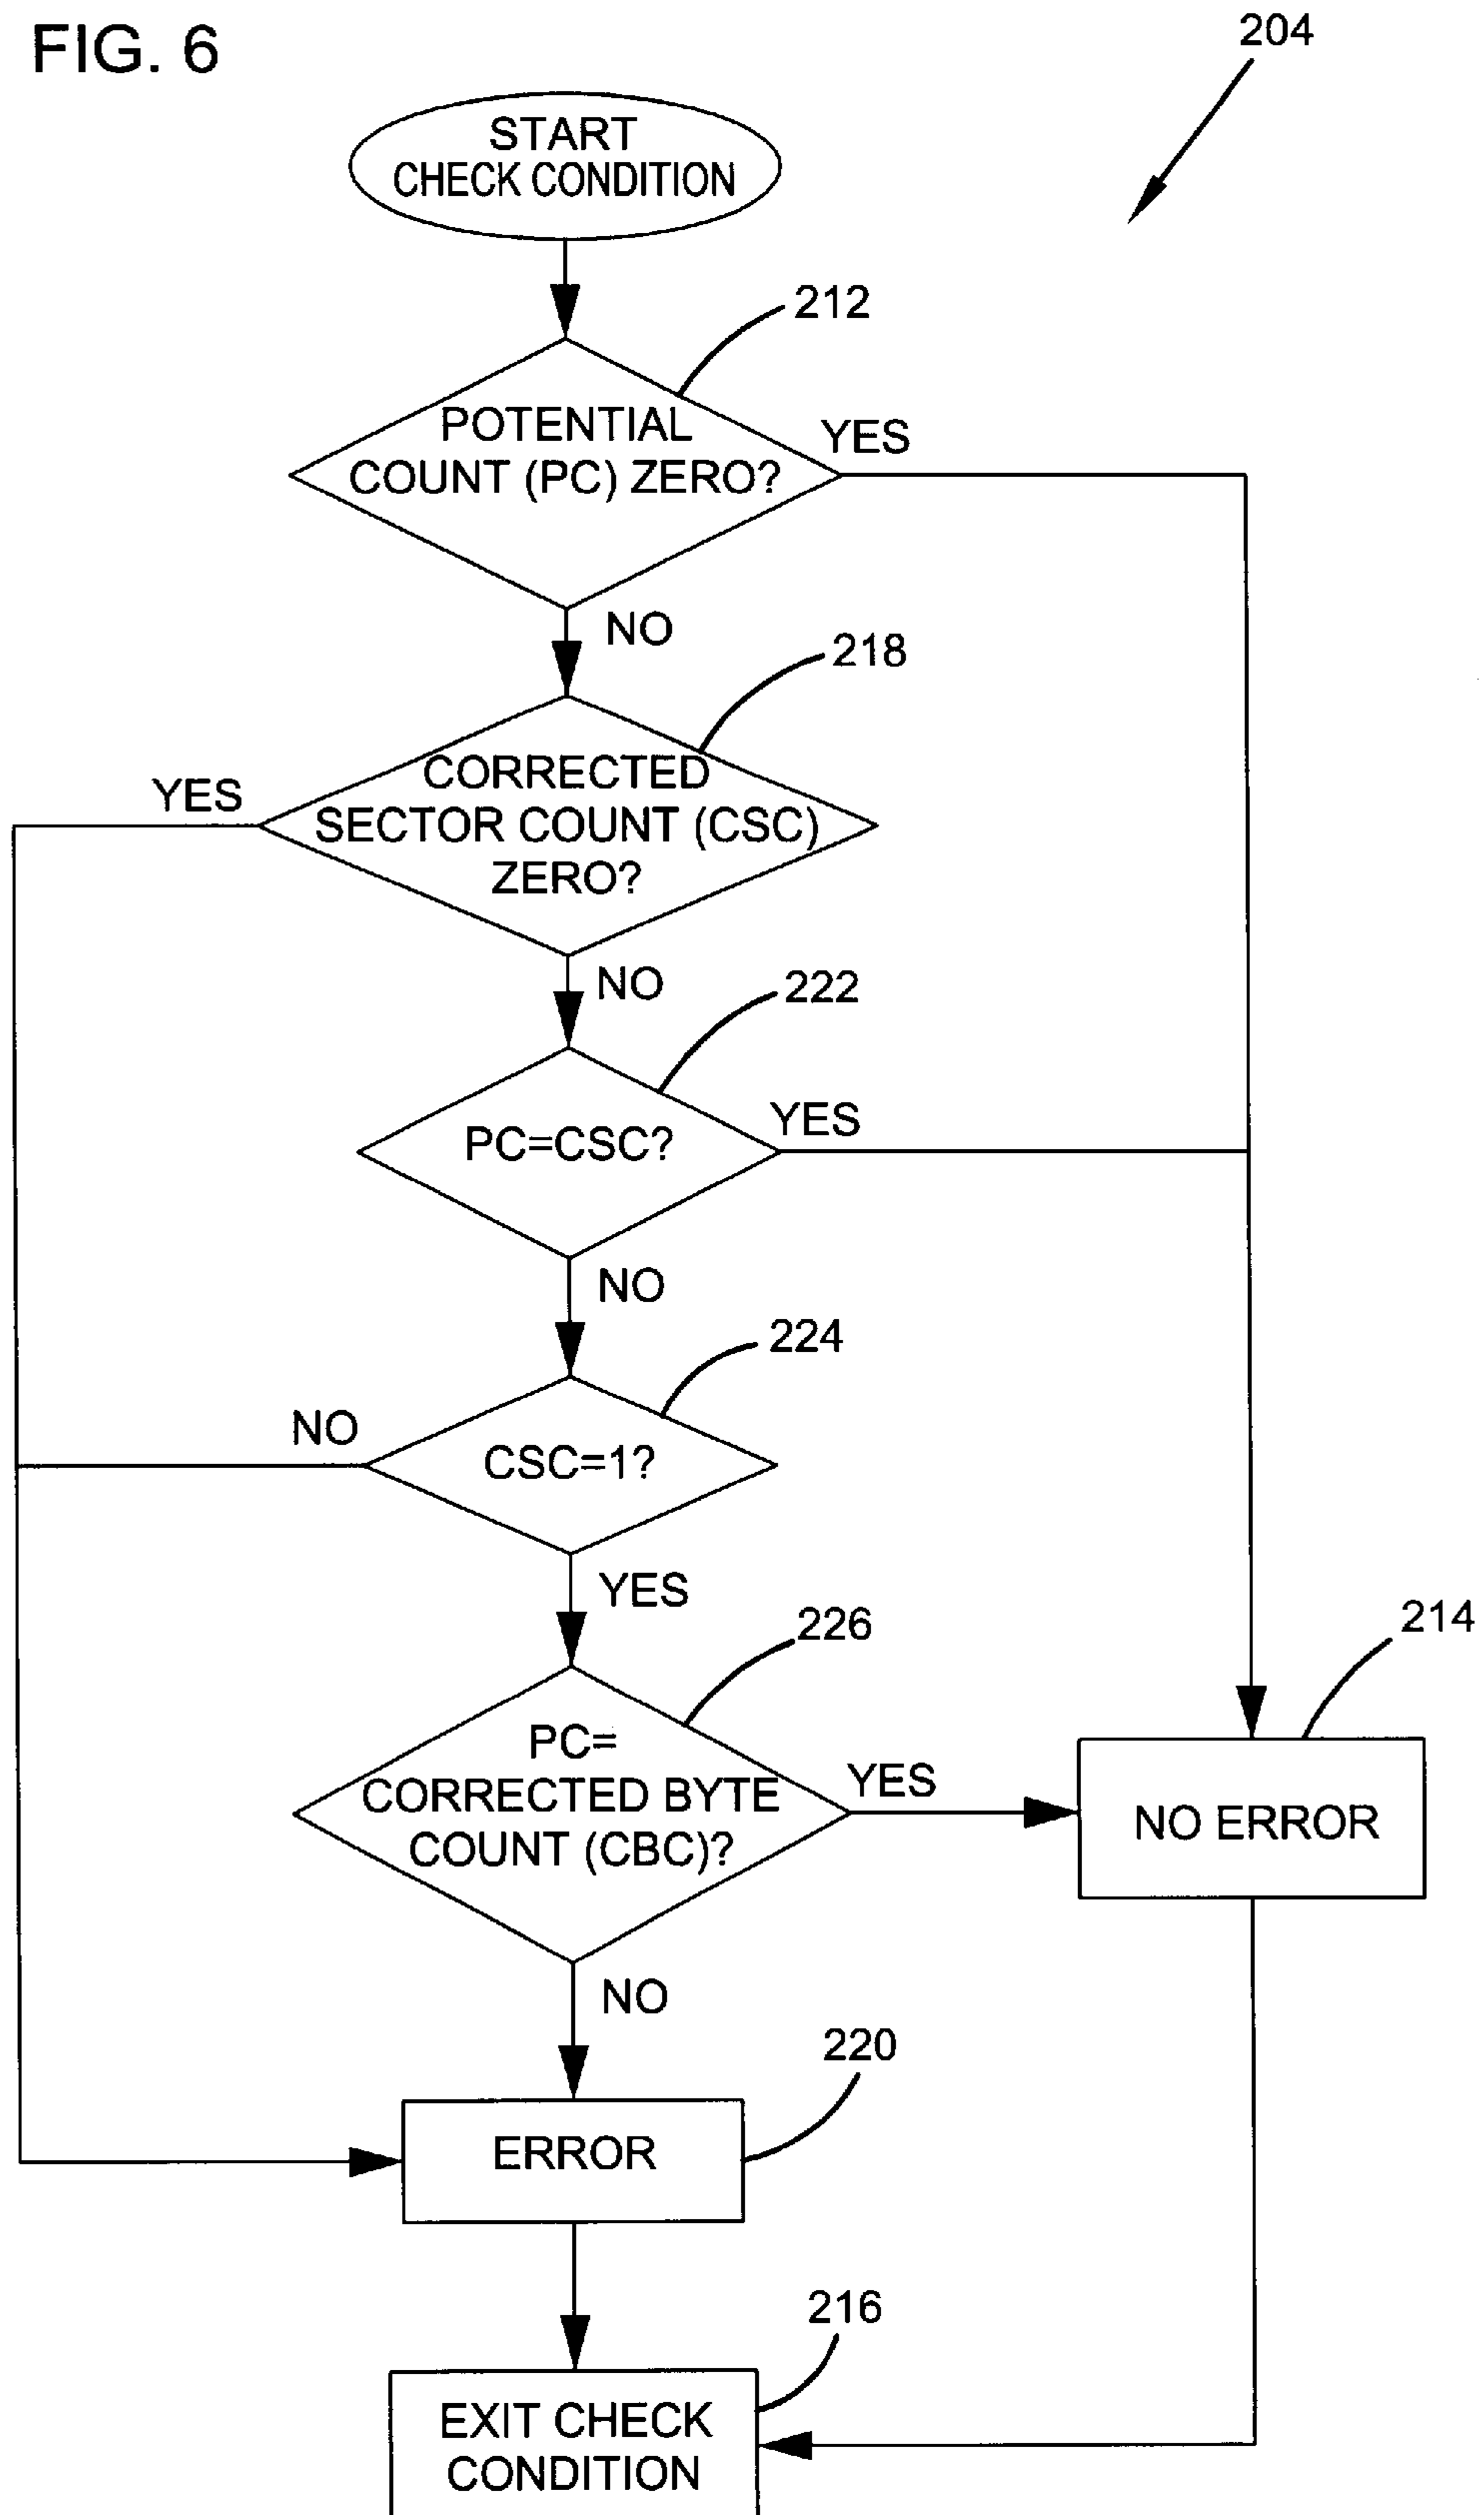 FIG. 6
204
START
CHECK CONDITION
212
POTENTIAL
COUNT (PC) ZERO?
YES
NO
218
CORRECTED
SECTOR COUNT (CSC)
ZERO?
YES
NO
222
PC=CSC?
YES
NO
224
CSC=1?
NO
YES
226
PC=
CORRECTED BYTE
COUNT (CBC)?
YES
214
NO ERROR
NO
220
ERROR
216
EXIT CHECK
CONDITION